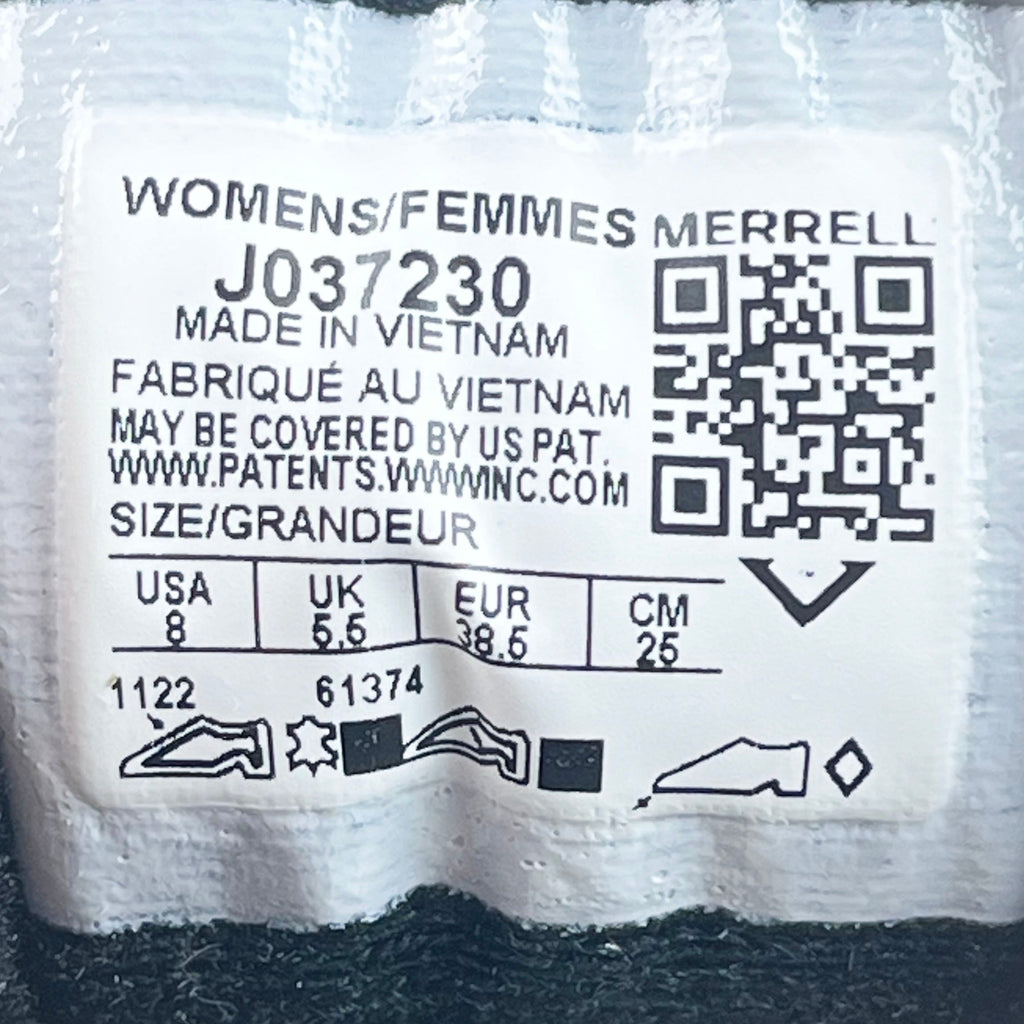 WOMENS/FEMMES
MERRELL
J037230
MADE IN VIETNAM
FABRIQUÉ AU VIETNAM
MAY BE COVERED BY US PAT.
WWW.PATENTS.WWWINC.COM
SIZE/GRANDEUR
USA UK EUR CM
8 5.5 38.5 25
1122 61374